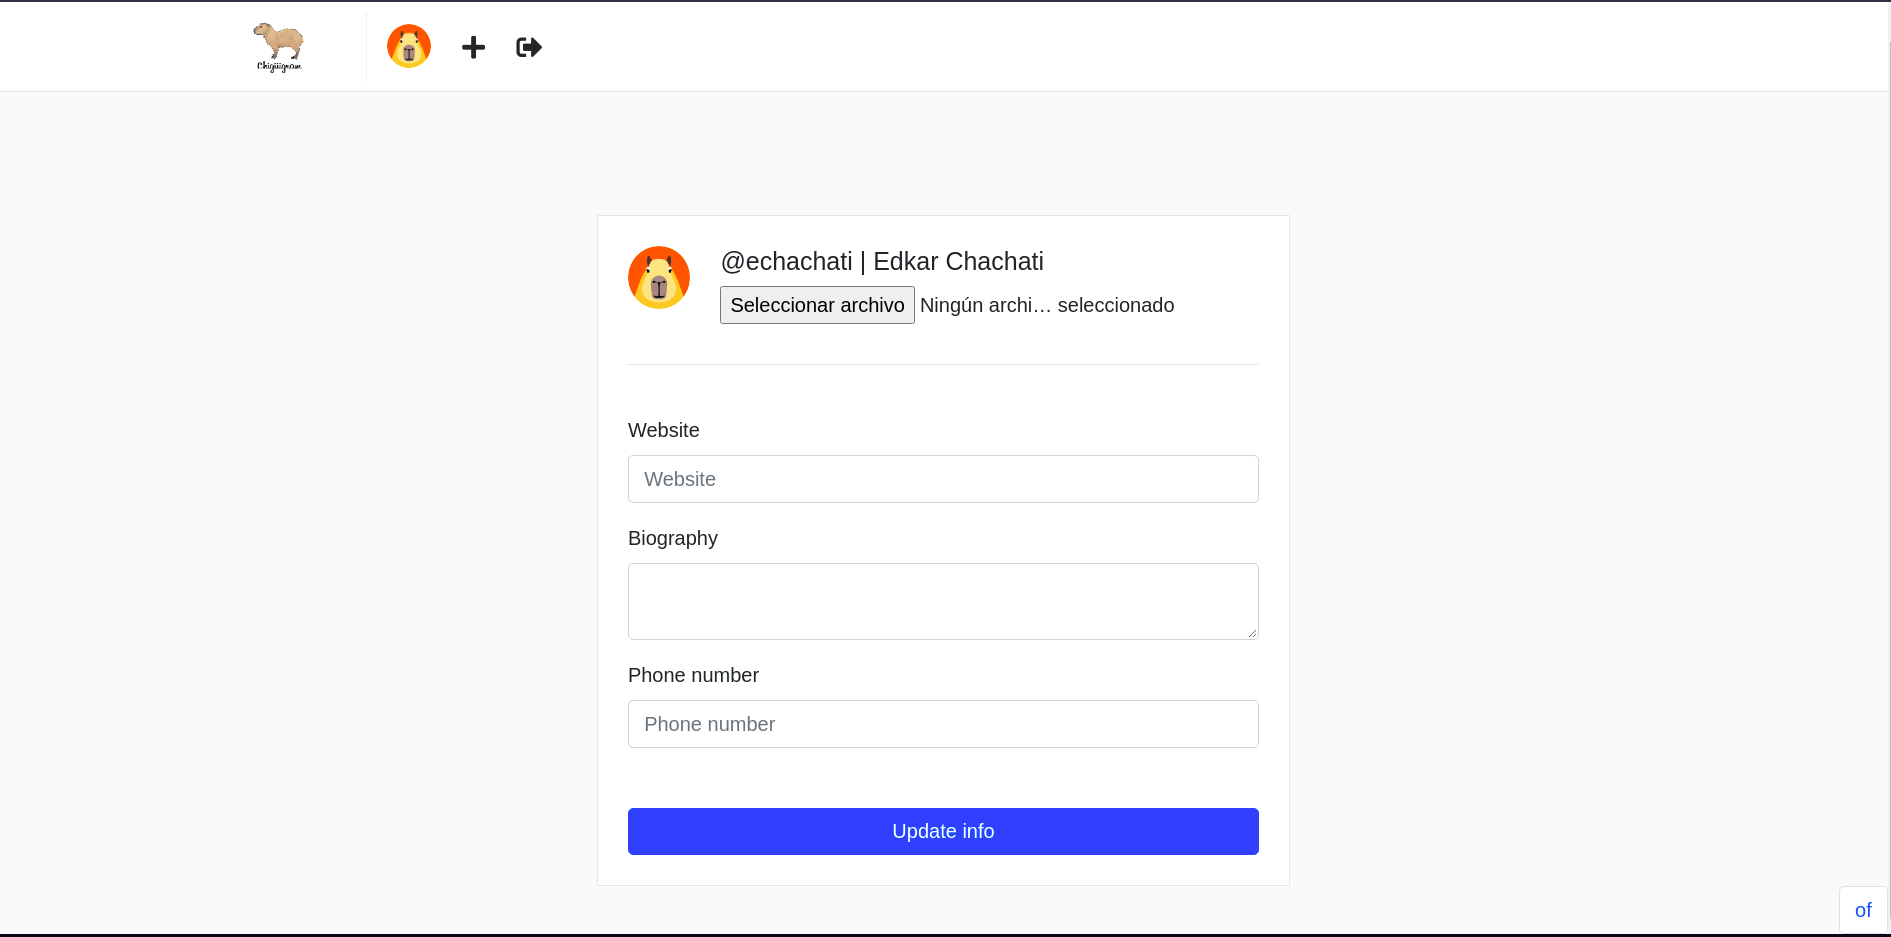 Chigüigram
@echachati | Edkar Chachati
Seleccionar archivo Ningún archi… seleccionado
Website
Website
Biography
Phone number
Phone number
Update info
of